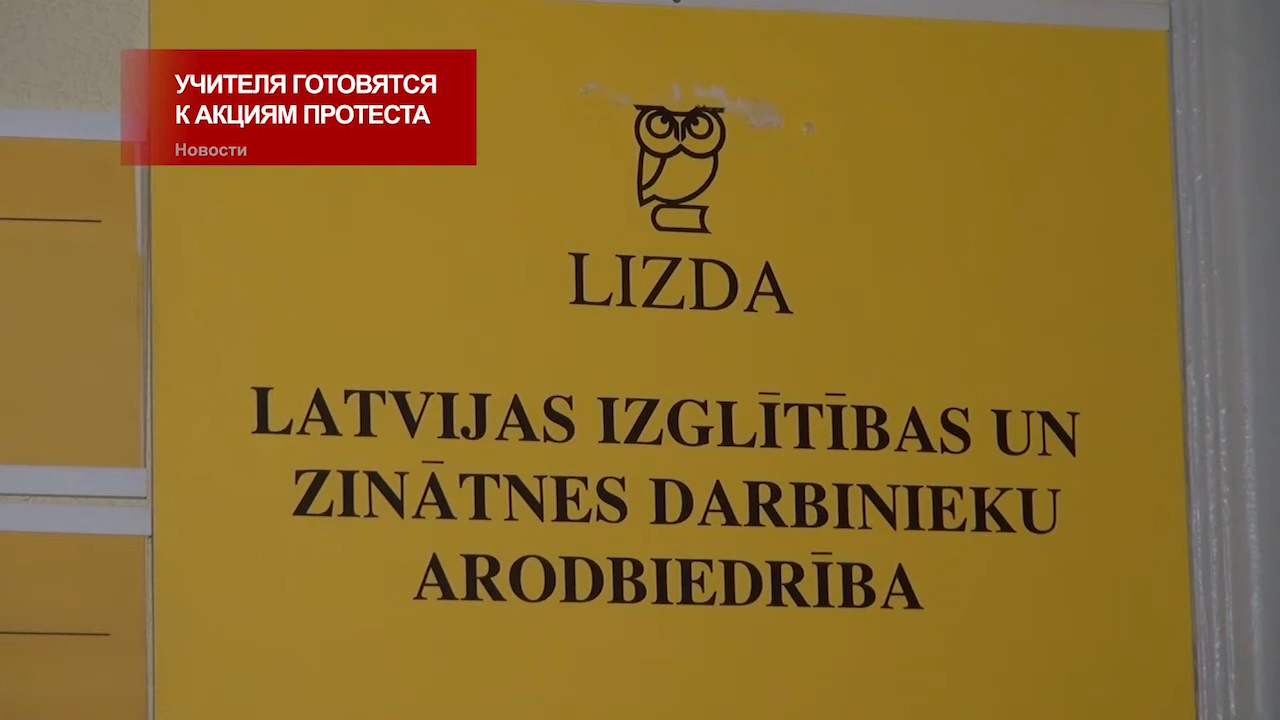 УЧИТЕЛЯ ГОТОВЯТСЯ
К АКЦИЯМ ПРОТЕСТА
Новости
LIZDA
LATVIJAS IZGLĪTĪBAS UN
ZINĀTNES DARBINIEKU
ARODBIEDRĪBA